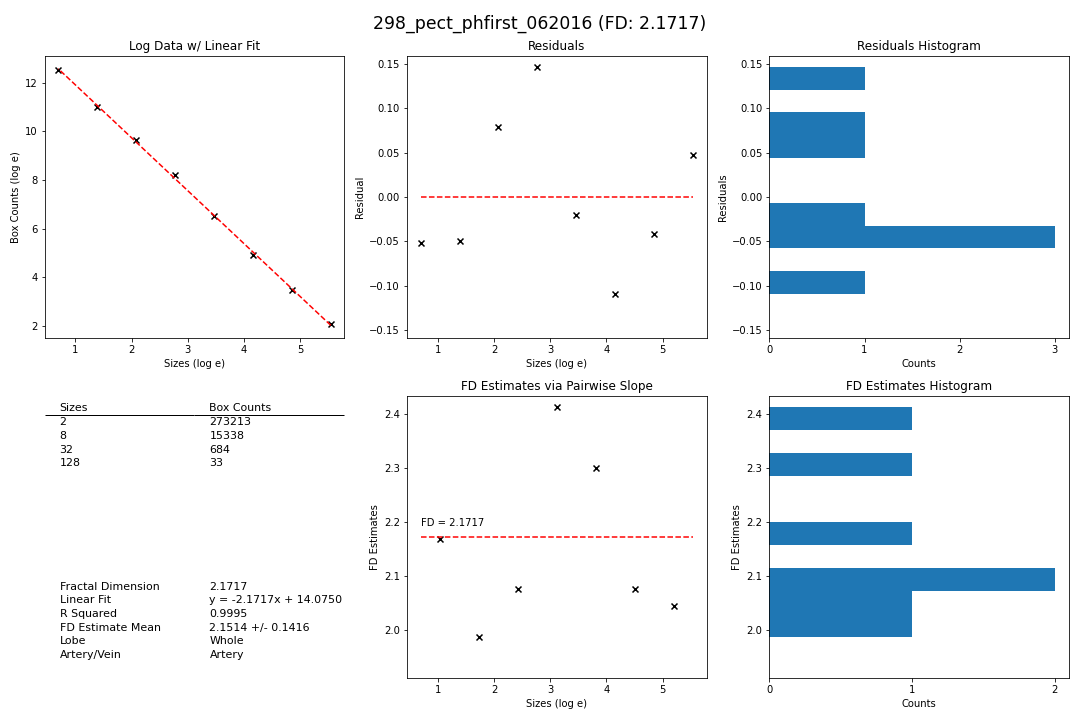 298_pect_phfirst_062016 (FD: 2.1717)
Log Data w/ Linear Fit
Box Counts (log e)
12
10
8
6
4
2
1 2 3 4 5
Sizes (log e)
Residuals
Residual
0.15
0.10
0.05
0.00
−0.05
−0.10
−0.15
1 2 3 4 5
Sizes (log e)
Residuals Histogram
Residuals
0.15
0.10
0.05
0.00
−0.05
−0.10
−0.15
0 1 2 3
Counts
Sizes Box Counts
2 273213
8 15338
32 684
128 33
Fractal Dimension 2.1717
Linear Fit y = -2.1717x + 14.0750
R Squared 0.9995
FD Estimate Mean 2.1514 +/- 0.1416
Lobe Whole
Artery/Vein Artery
FD Estimates via Pairwise Slope
FD Estimates
2.4
2.3
2.2
2.1
2.0
FD = 2.1717
1 2 3 4 5
Sizes (log e)
FD Estimates Histogram
FD Estimates
2.4
2.3
2.2
2.1
2.0
0 1 2
Counts